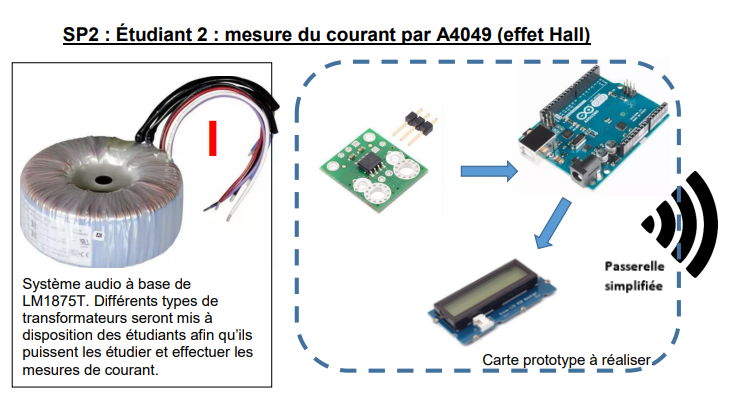 SP2 : Étudiant 2 : mesure du courant par A4049 (effet Hall)
I
Système audio à base de
LM1875T. Différents types de
transformateurs seront mis à
disposition des étudiants afin qu'ils
puissent les étudier et effectuer les
mesures de courant.
Passerelle
simplifiée
Carte prototype à réaliser